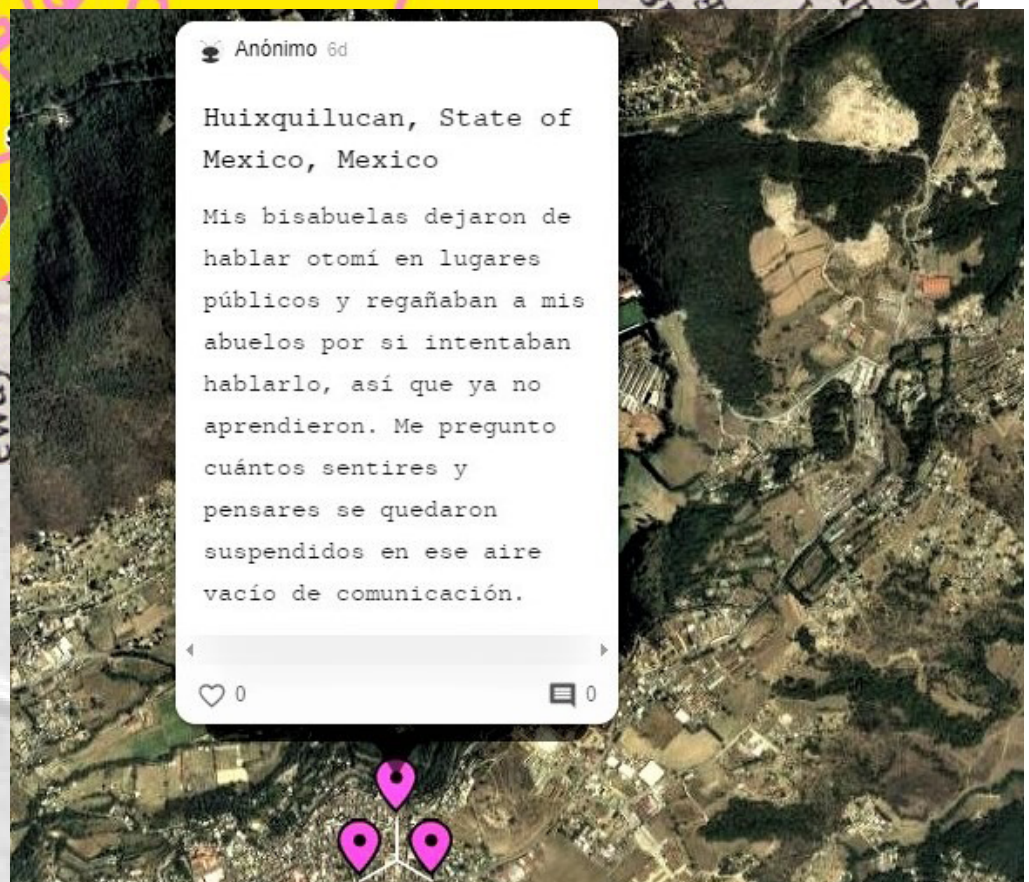 Anónimo 6d
Huixquilucan, State of
Mexico, Mexico
Mis bisabuelas dejaron de
hablar otomí en lugares
públicos y regañaban a mis
abuelos por si intentaban
hablarlo, así que ya no
aprendieron. Me pregunto
cuántos sentires y
pensares se quedaron
suspendidos en ese aire
vacío de comunicación.
0 0